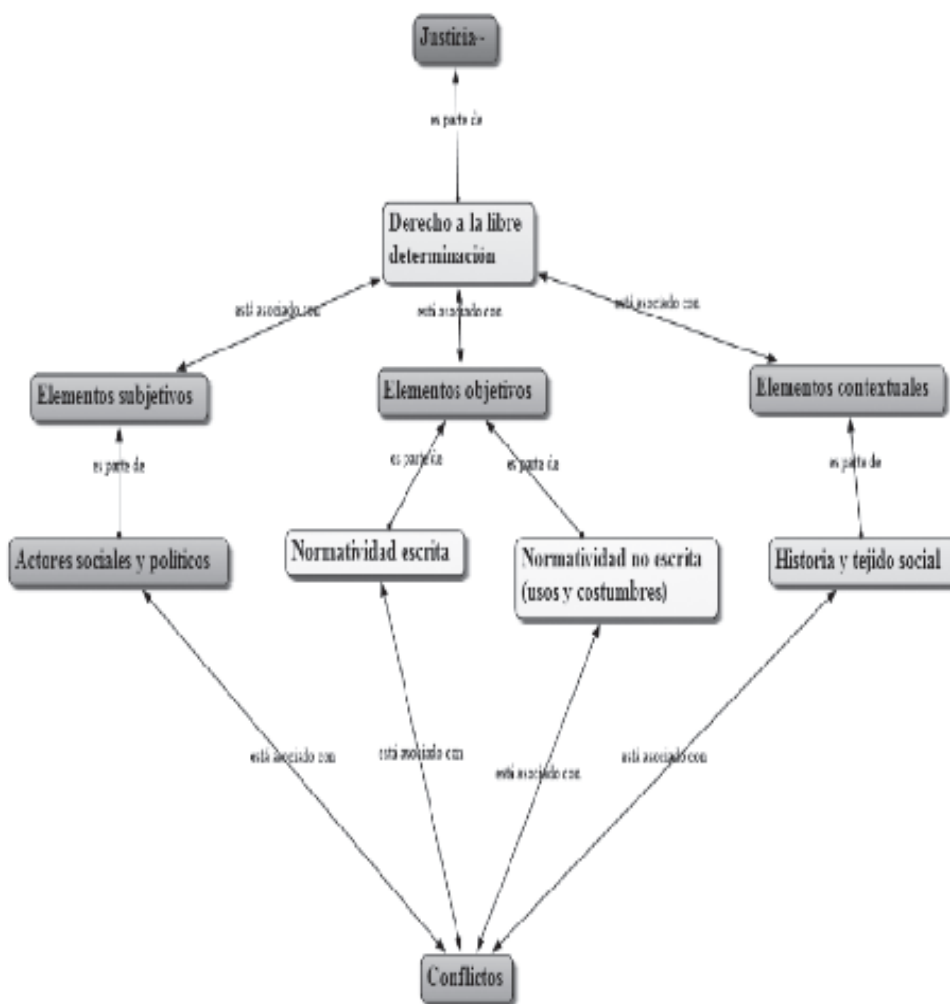 Justicia~
es parte de
Derecho a la libre
determinación
está asociado con
está asociado con
está asociado con
Elementos subjetivos
Elementos objetivos
Elementos contextuales
es parte de
es parte de
es parte de
es parte de
Actores sociales y políticos
Normatividad escrita
Normatividad no escrita
(usos y costumbres)
Historia y tejido social
está asociado con
está asociado con
está asociado con
está asociado con
Conflictos